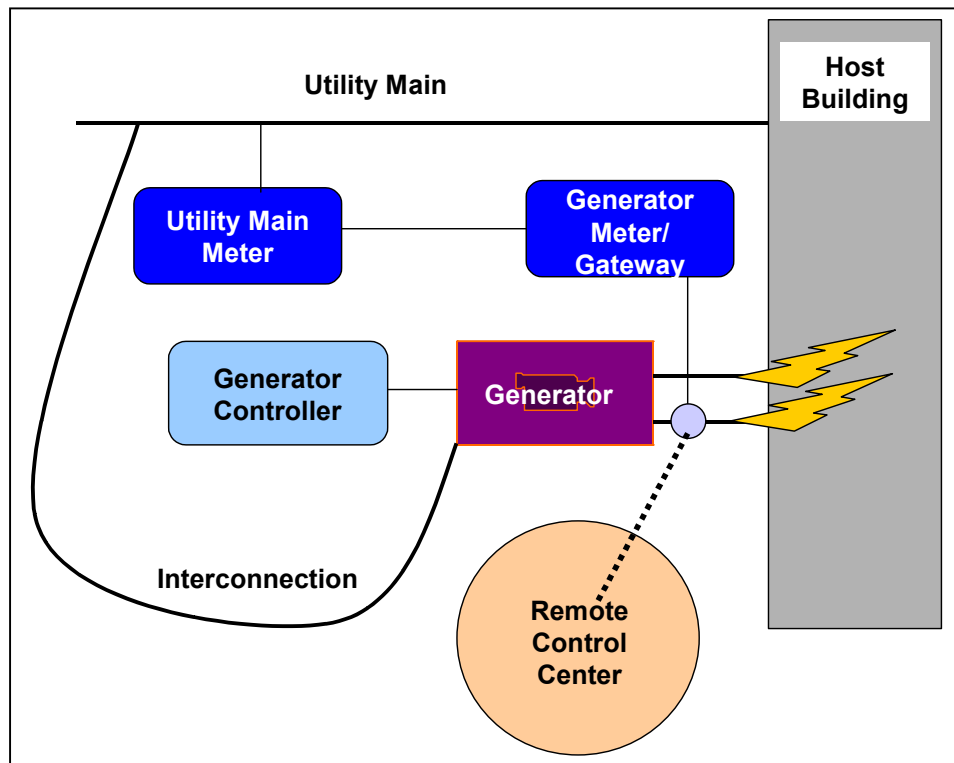 Utility Main
Host
Building
Utility Main
Meter
Generator
Meter/
Gateway
Generator
Controller
Generator
Interconnection
Remote
Control
Center